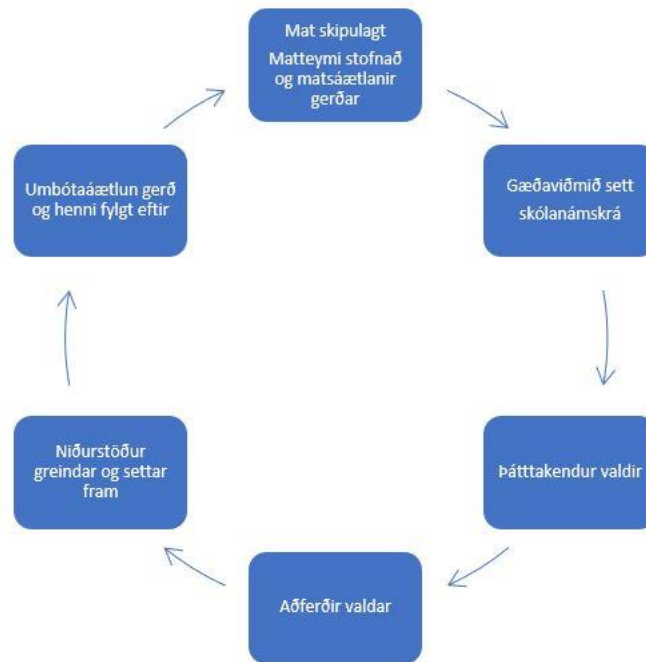 Mat skipulagt
Matteymi stofnað
og matsáætlanir
gerðar
Gæðaviðmið sett
skólanámskrá
Þátttakendur valdir
Aðferðir valdar
Niðurstöður
greindar og settar
fram
Umbótaáætlun gerð
og henni fylgt eftir